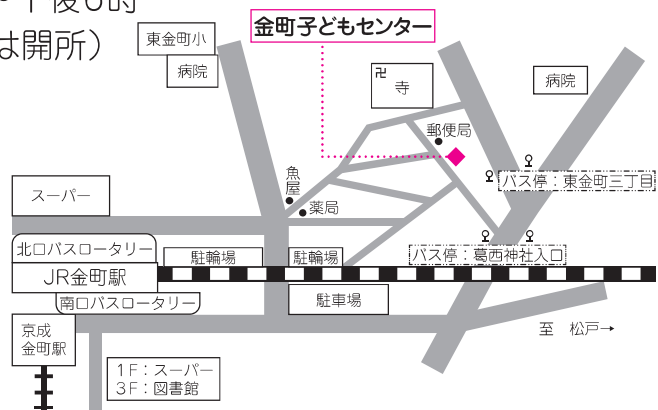 午後6時
は開所）
金町子どもセンター
東金町小
病院
卍
寺
病院
郵便局
魚屋
薬局
バス停：東金町三丁目
スーパー
北口バスロータリー
駐輪場
駐輪場
バス停：葛西神社入口
JR金町駅
南口バスロータリー
駐車場
京成
金町駅
至 松戸→
1F：スーパー
3F：図書館